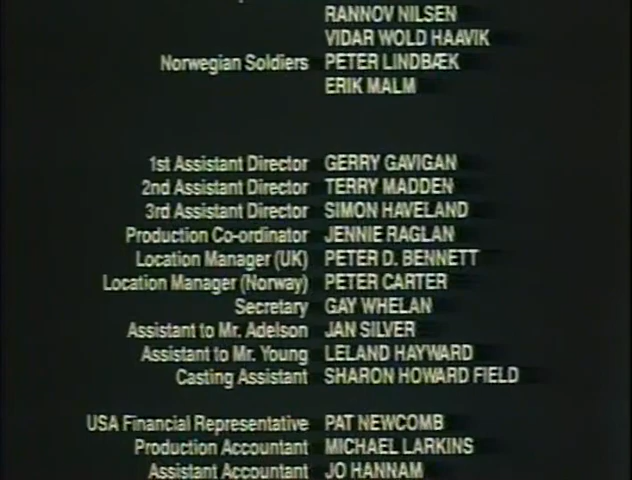 RANNOV NILSEN
VIDAR WOLD HAAVIK
Norwegian Soldiers PETER LINDBÆK
ERIK MALM
1st Assistant Director GERRY GAVIGAN
2nd Assistant Director TERRY MADDEN
3rd Assistant Director SIMON HAVELAND
Production Co-ordinator JENNIE RAGLAN
Location Manager (UK) PETER D. BENNETT
Location Manager (Norway) PETER CARTER
Secretary GAY WHELAN
Assistant to Mr. Adelson JAN SILVER
Assistant to Mr. Young LELAND HAYWARD
Casting Assistant SHARON HOWARD FIELD
USA Financial Representative PAT NEWCOMB
Production Accountant MICHAEL LARKINS
Assistant Accountant JO HANNAM